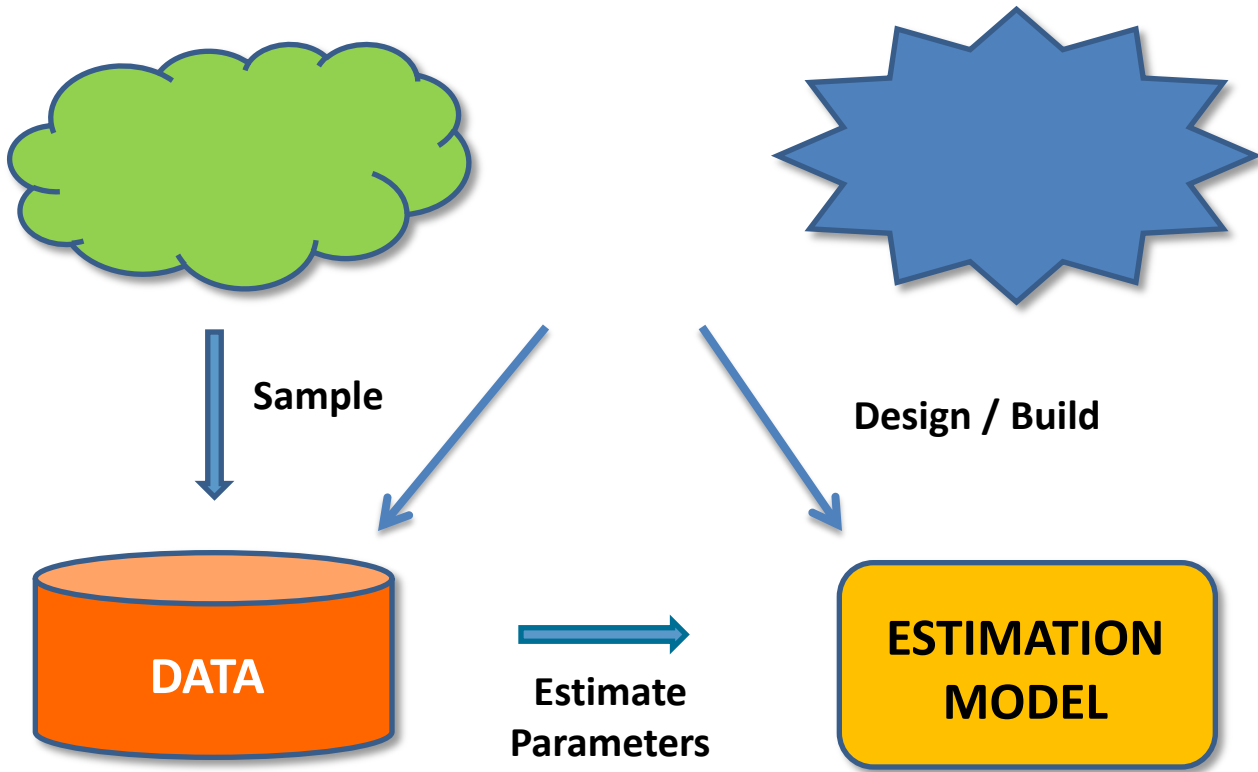 Sample
Design / Build
DATA
Estimate
Parameters
ESTIMATION
MODEL